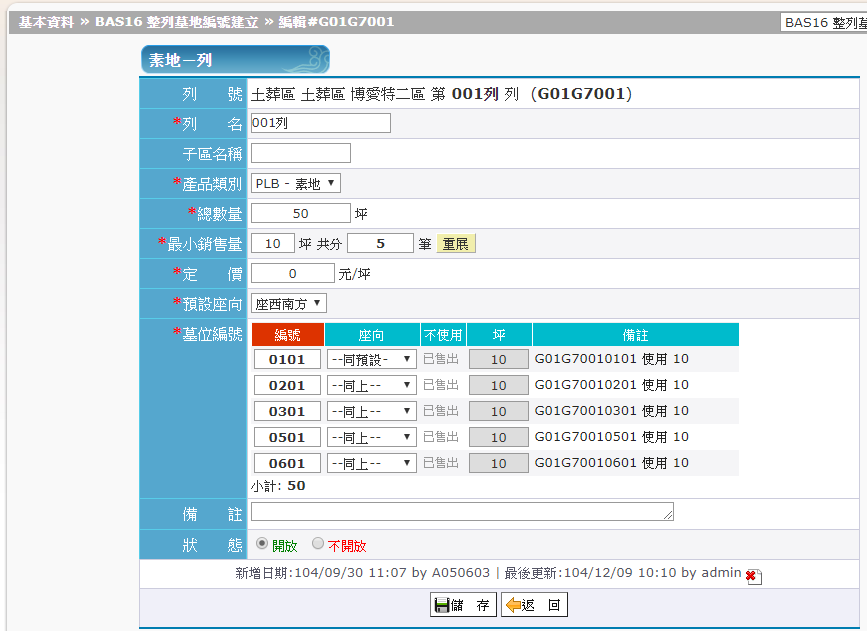 基本資料 » BAS16 整列墓地編號建立 » 編輯#G01G7001
BAS16 整列墓
素地－列
列 號 土葬區 土葬區 博愛特二區 第 001列 列 （G01G7001）
*列 名 001列
子區名稱
*產品類別 PLB - 素地
*總數量 50 坪
*最小銷售量 10 坪 共分 5 筆 重展
*定 價 0 元/坪
*預設座向 座西南方
*墓位編號 編號 座向 不使用 坪 備註
0101 --同預設- 已售出 10 G01G70010101 使用 10
0201 --同上-- 已售出 10 G01G70010201 使用 10
0301 --同上-- 已售出 10 G01G70010301 使用 10
0501 --同上-- 已售出 10 G01G70010501 使用 10
0601 --同上-- 已售出 10 G01G70010601 使用 10
小計: 50
備 註
狀 態 開放 不開放
新增日期:104/09/30 11:07 by A050603 | 最後更新:104/12/09 10:10 by admin
儲 存 返 回